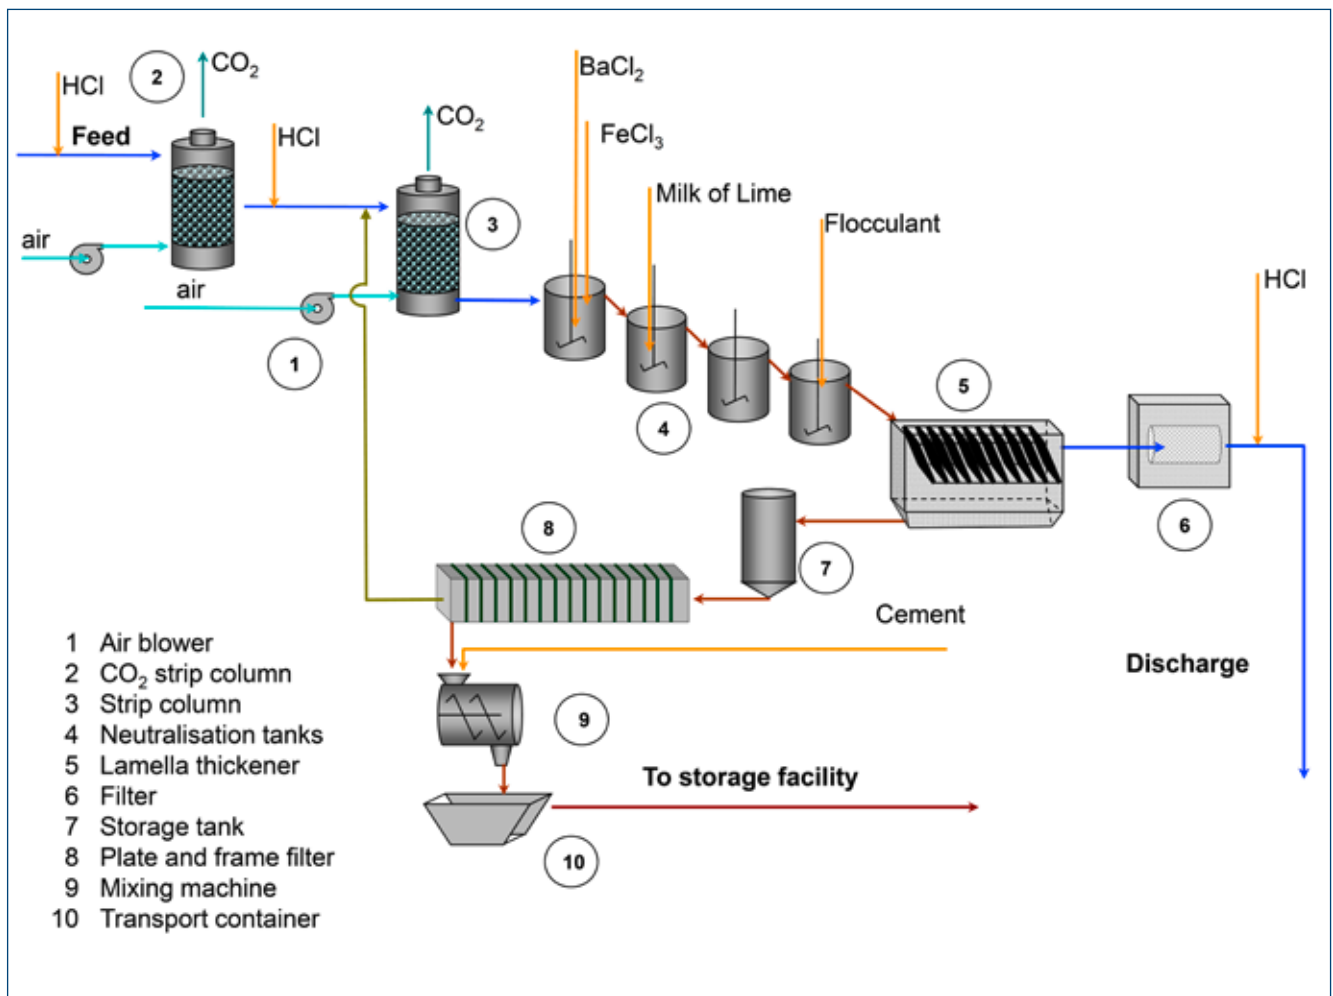 2
CO2
HCl
Feed
air
HCl
CO2
3
air
1
BaCl2
FeCl3
Milk of Lime
Flocculant
HCl
4
5
6
7
8
Cement
Discharge
9
To storage facility
10
1 Air blower
2 CO2 strip column
3 Strip column
4 Neutralisation tanks
5 Lamella thickener
6 Filter
7 Storage tank
8 Plate and frame filter
9 Mixing machine
10 Transport container